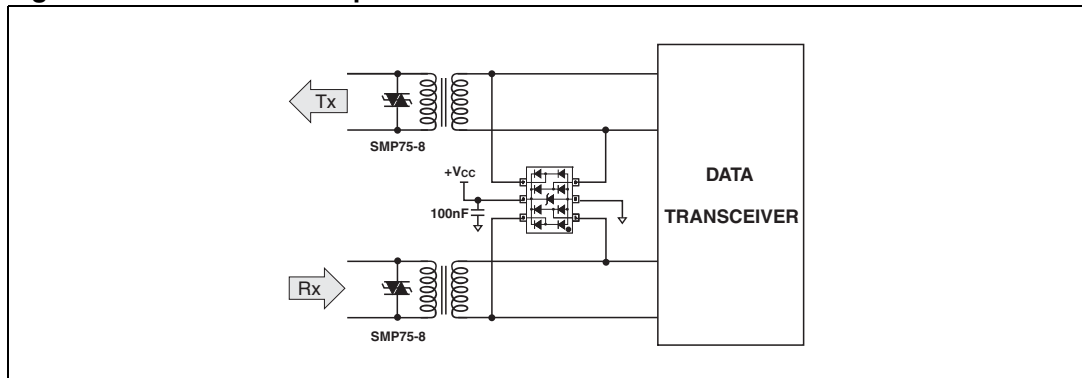 Tx
SMP75-8
+VCC
100nF
DATA
TRANSCEIVER
Rx
SMP75-8